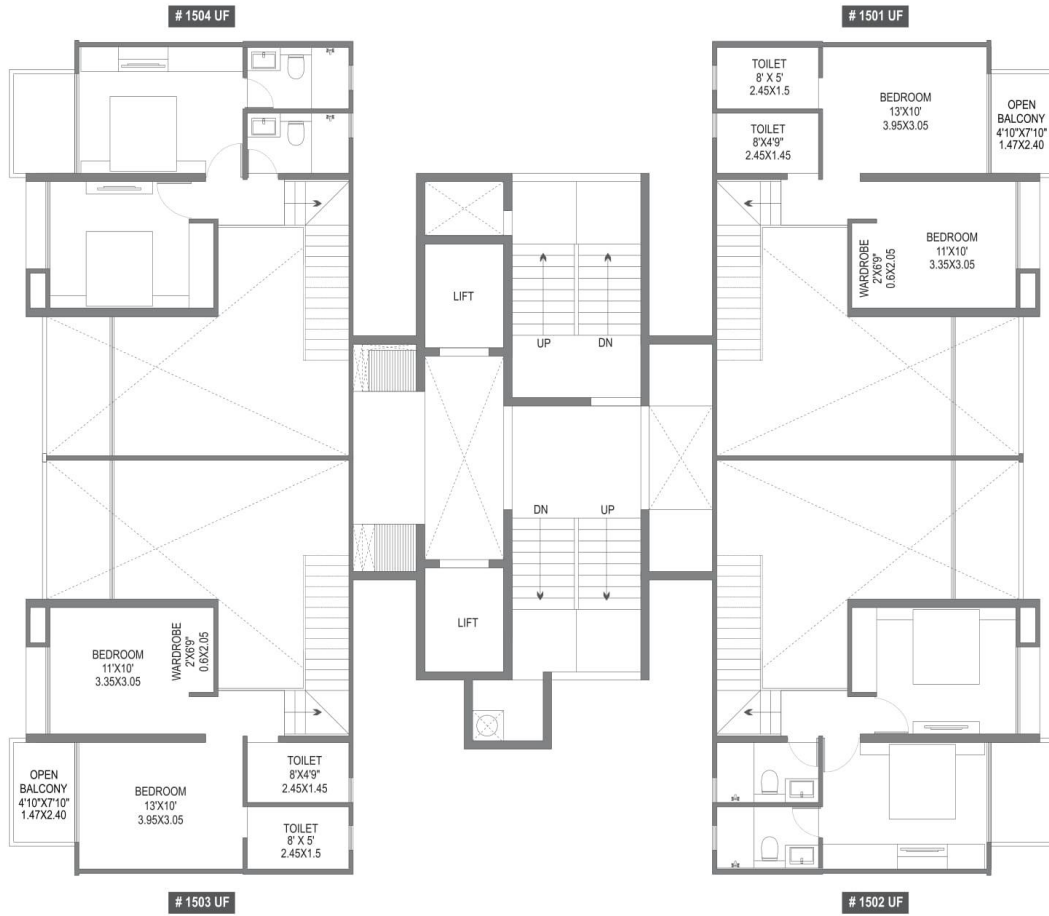 # 1504 UF
# 1501 UF
TOILET
8' X 5'
2.45X1.5
BEDROOM
13'X10'
3.95X3.05
OPEN
BALCONY
4'10"X7'10"
1.47X2.40
TOILET
8'X4'9"
2.45X1.45
WARDROBE
2'X6'9"
0.6X2.05
BEDROOM
11'X10'
3.35X3.05
LIFT
UP
DN
DN
UP
LIFT
BEDROOM
11'X10'
3.35X3.05
WARDROBE
2'X6'9"
0.6X2.05
OPEN
BALCONY
4'10"X7'10"
1.47X2.40
BEDROOM
13'X10'
3.95X3.05
TOILET
8'X4'9"
2.45X1.45
TOILET
8' X 5'
2.45X1.5
# 1503 UF
# 1502 UF